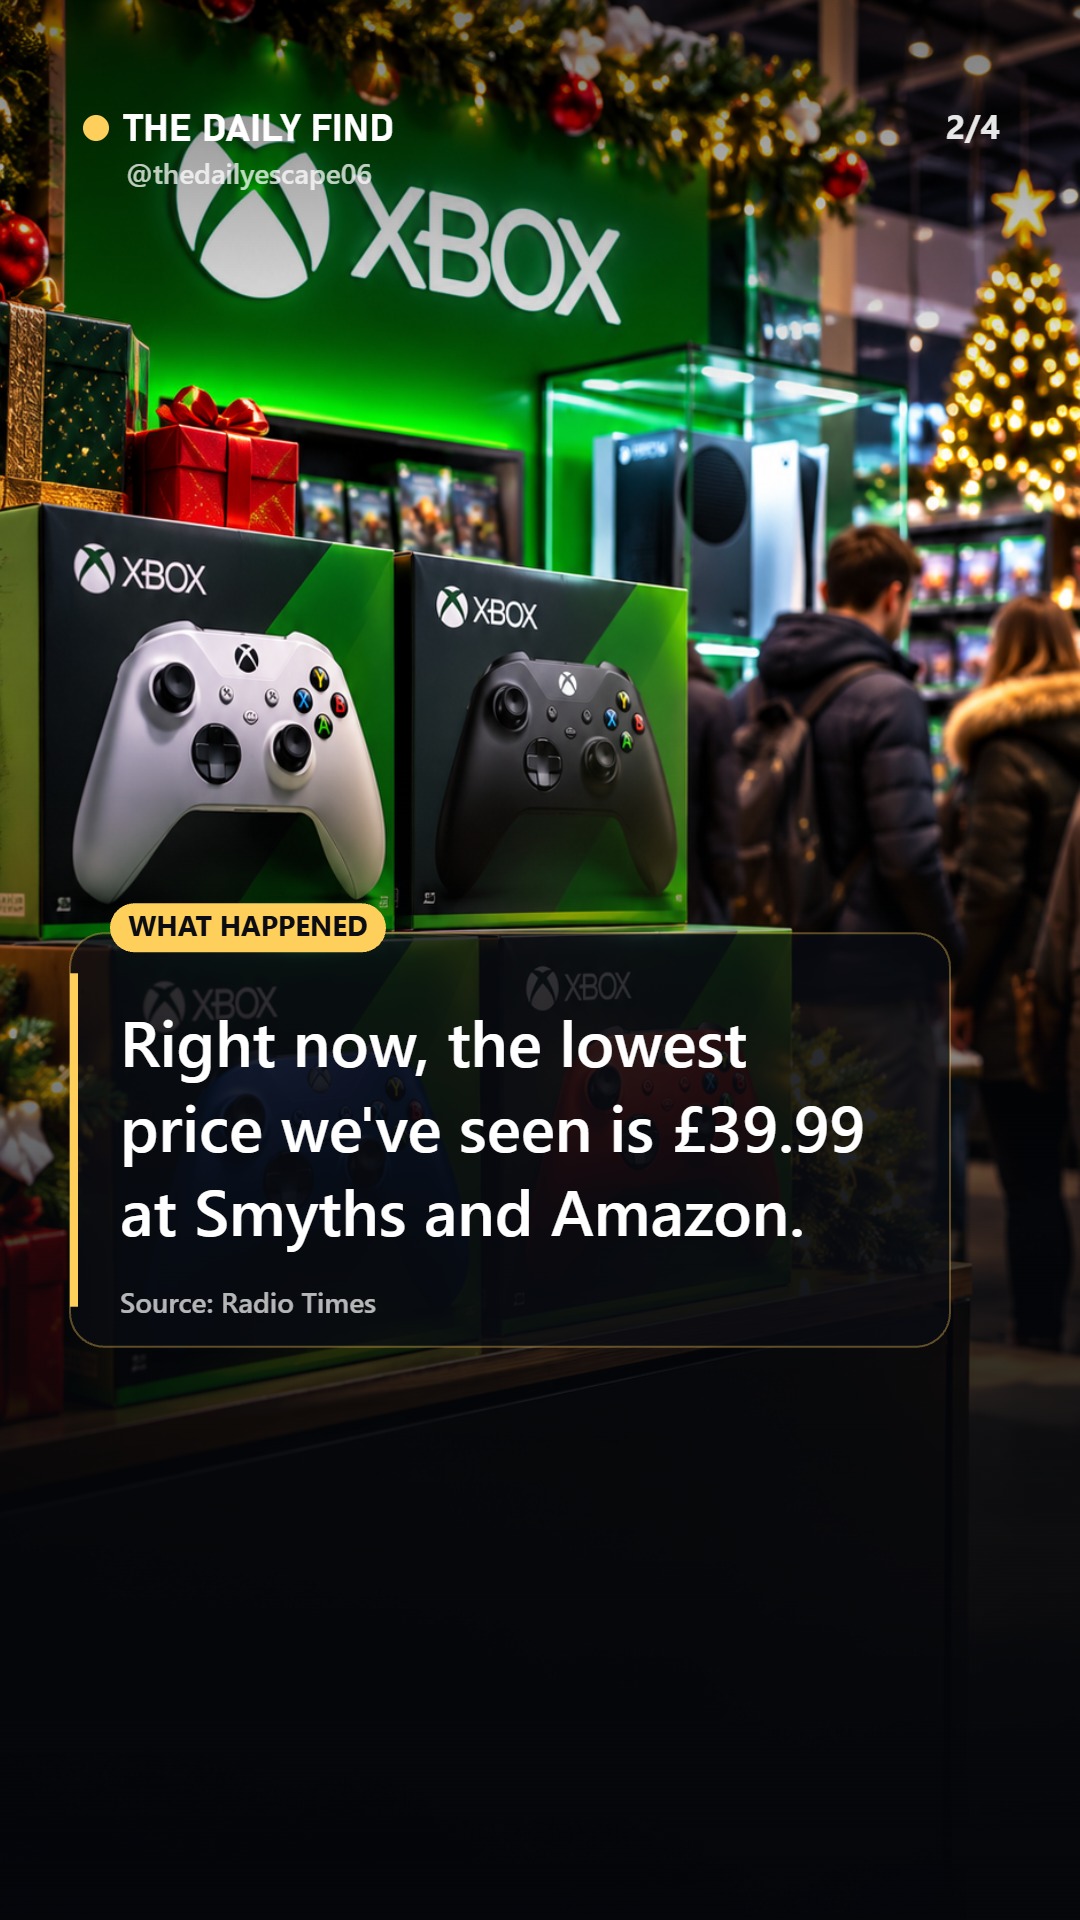 THE DAILY FIND
2/4
@thedailyescape06
XBOX
XBOX
XBOX
Y
X
B
A
Y
X
B
A
WHAT HAPPENED
XBOX
XBOX
Right now, the lowest
price we've seen is £39.99
at Smyths and Amazon.
Source: Radio Times